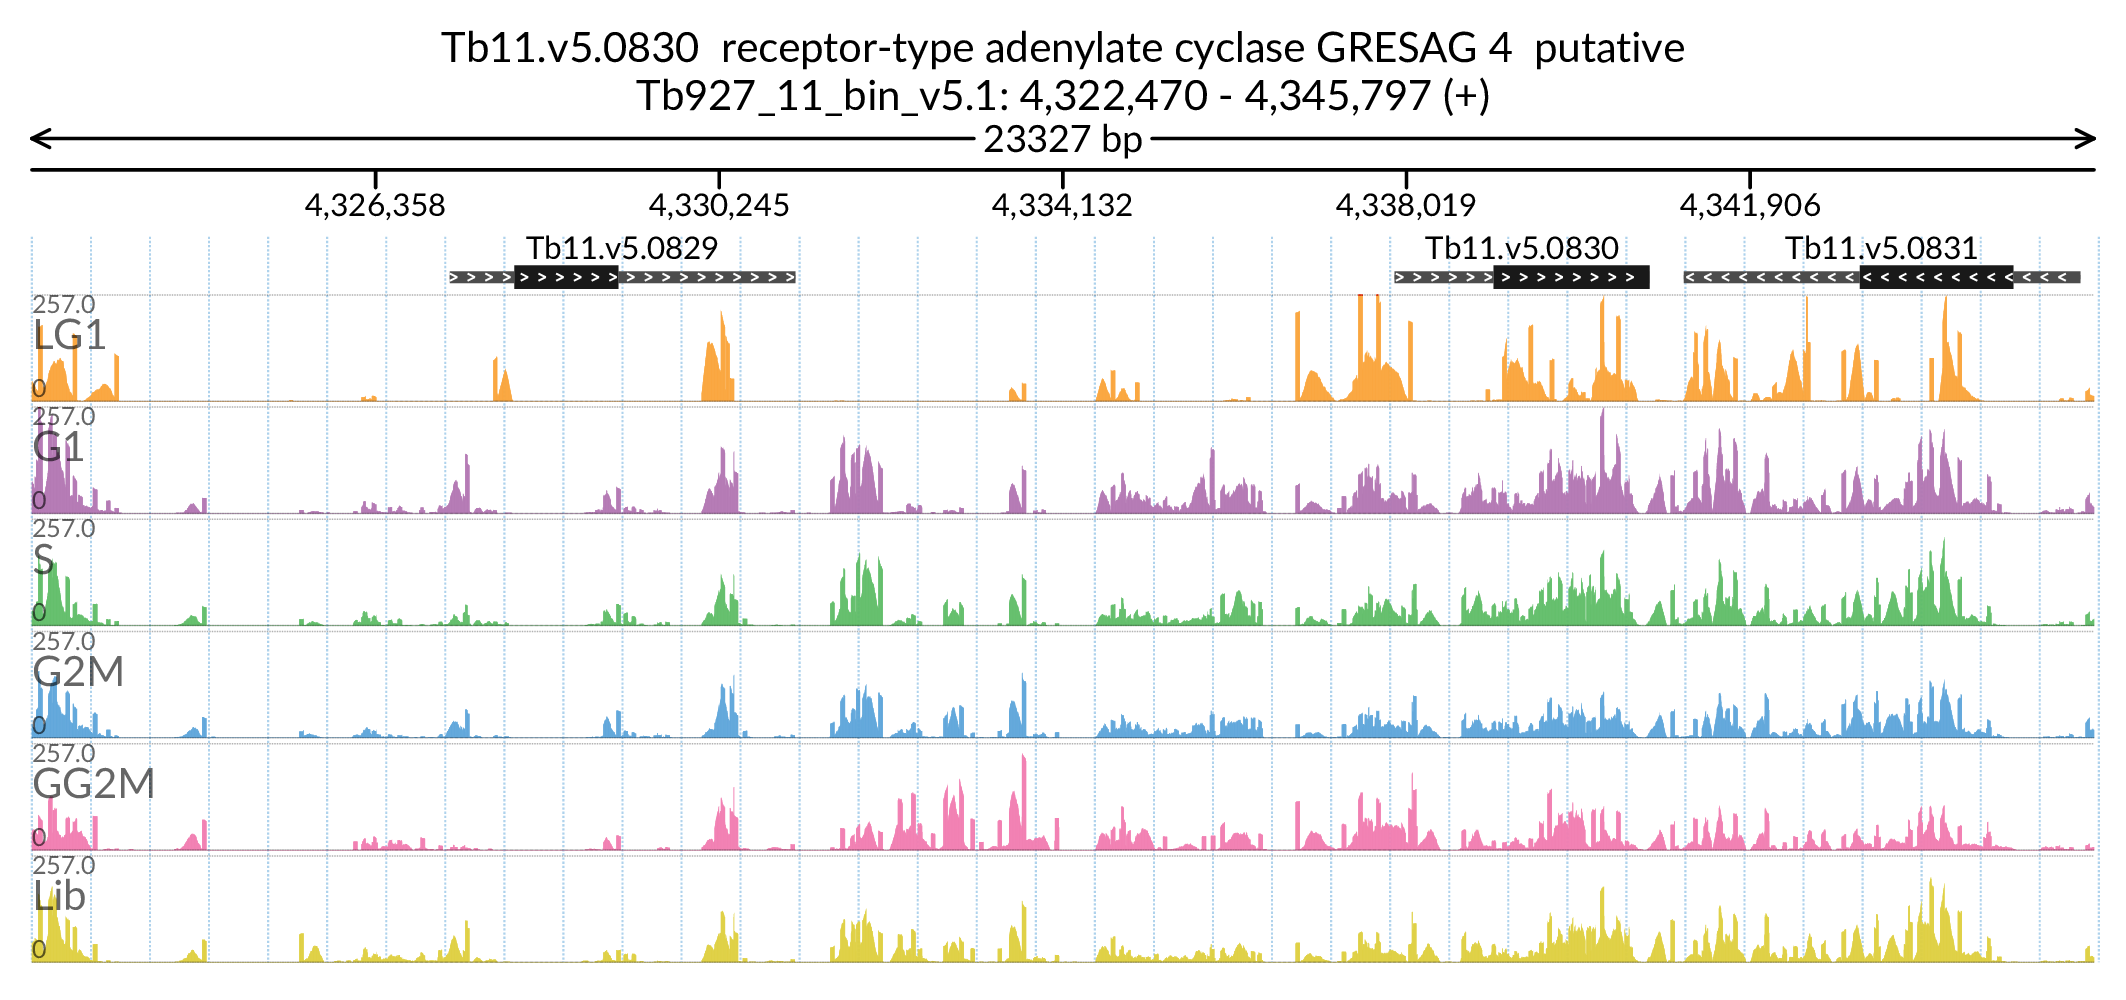 Tb11.v5.0830 receptor-type adenylate cyclase GRESAG 4 putative
Tb927_11_bin_v5.1: 4,322,470 - 4,345,797 (+)
23327 bp
4,326,358 4,330,245 4,334,132 4,338,019 4,341,906
Tb11.v5.0829 Tb11.v5.0830 Tb11.v5.0831
257.0
LG1
0
257.0
G1
0
257.0
S
0
257.0
G2M
0
257.0
GG2M
0
257.0
Lib
0